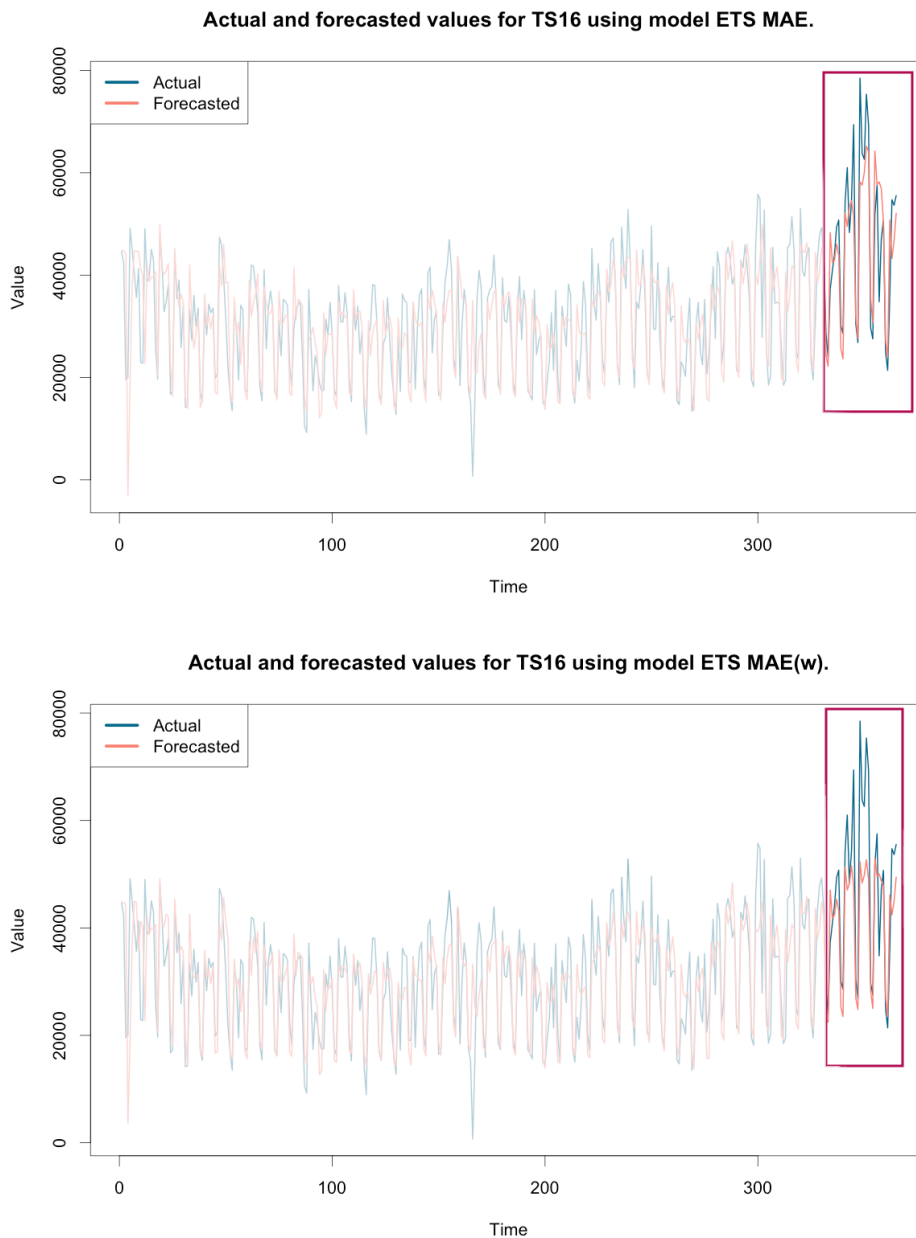 Actual and forecasted values for TS16 using model ETS MAE.
Actual
Forecasted
80000
60000
40000
20000
0
Value
0 100 200 300
Time
Actual and forecasted values for TS16 using model ETS MAE(w).
Actual
Forecasted
80000
60000
40000
20000
0
Value
0 100 200 300
Time